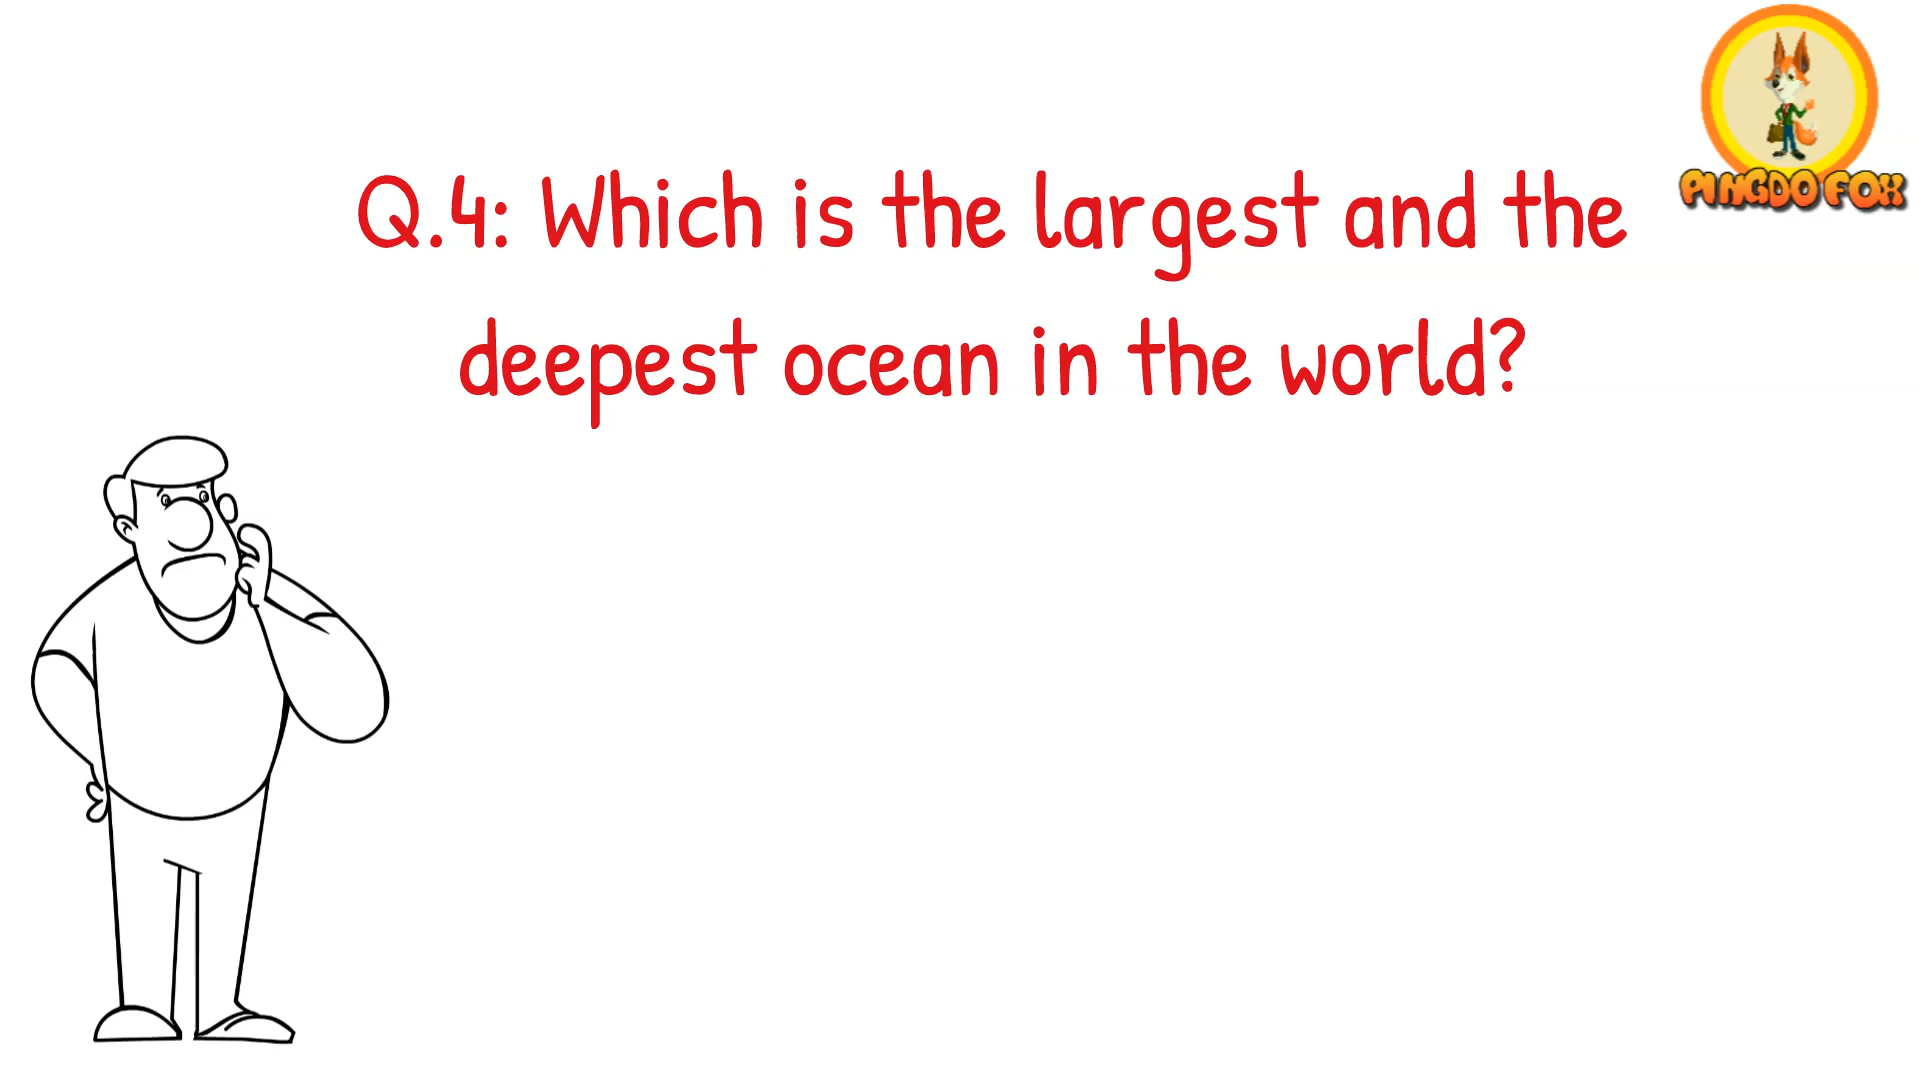 PINGDO FOX
Q.4: Which is the largest and the
deepest ocean in the world?